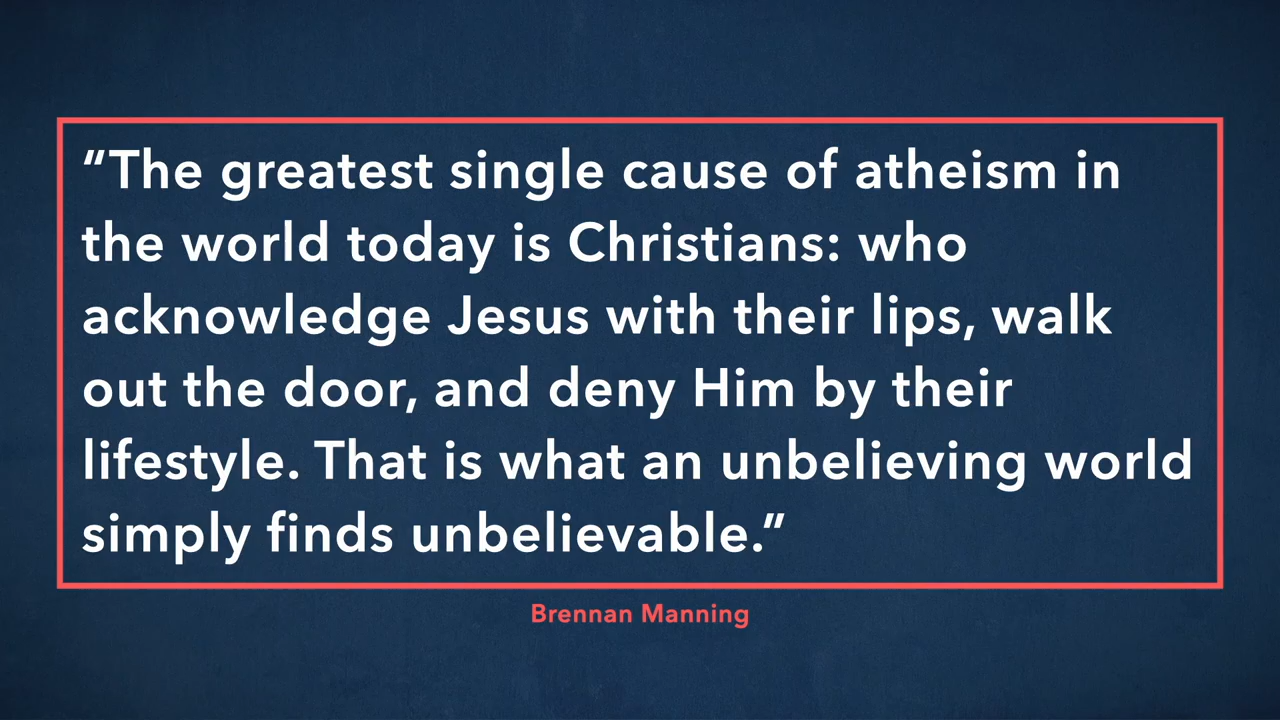 “The greatest single cause of atheism in
the world today is Christians: who
acknowledge Jesus with their lips, walk
out the door, and deny Him by their
lifestyle. That is what an unbelieving world
simply finds unbelievable.”
Brennan Manning